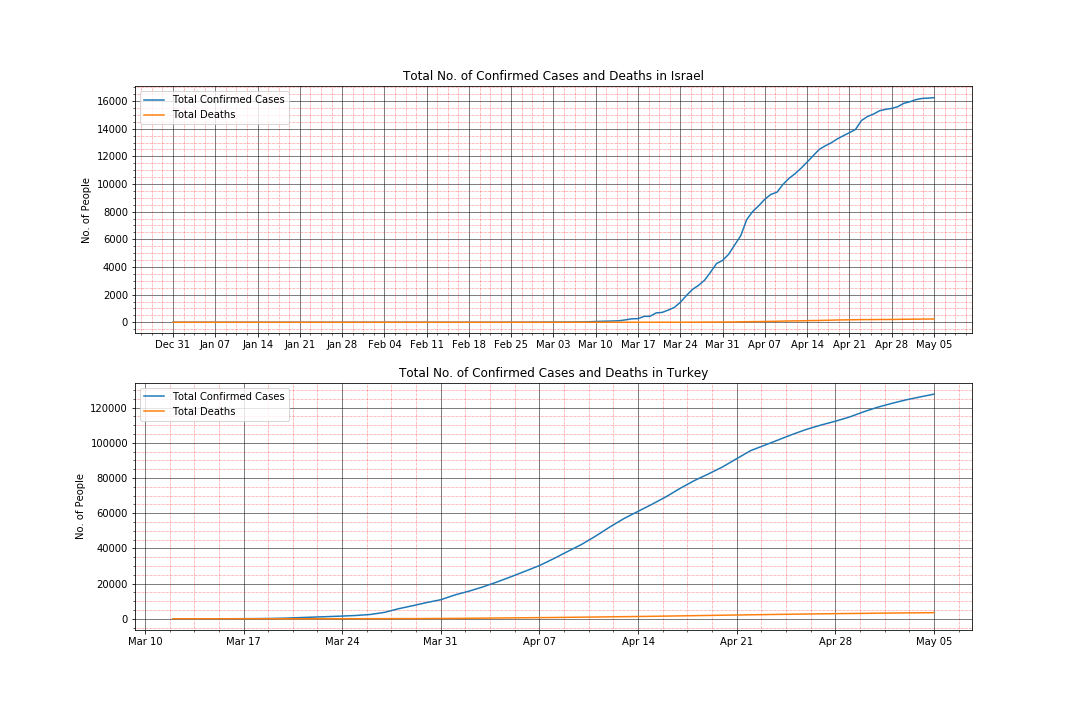 Total No. of Confirmed Cases and Deaths in Israel
Total Confirmed Cases
Total Deaths
No. of People
16000
14000
12000
10000
8000
6000
4000
2000
0
Dec 31 Jan 07 Jan 14 Jan 21 Jan 28 Feb 04 Feb 11 Feb 18 Feb 25 Mar 03 Mar 10 Mar 17 Mar 24 Mar 31 Apr 07 Apr 14 Apr 21 Apr 28 May 05
Total No. of Confirmed Cases and Deaths in Turkey
Total Confirmed Cases
Total Deaths
No. of People
120000
100000
80000
60000
40000
20000
0
Mar 10 Mar 17 Mar 24 Mar 31 Apr 07 Apr 14 Apr 21 Apr 28 May 05